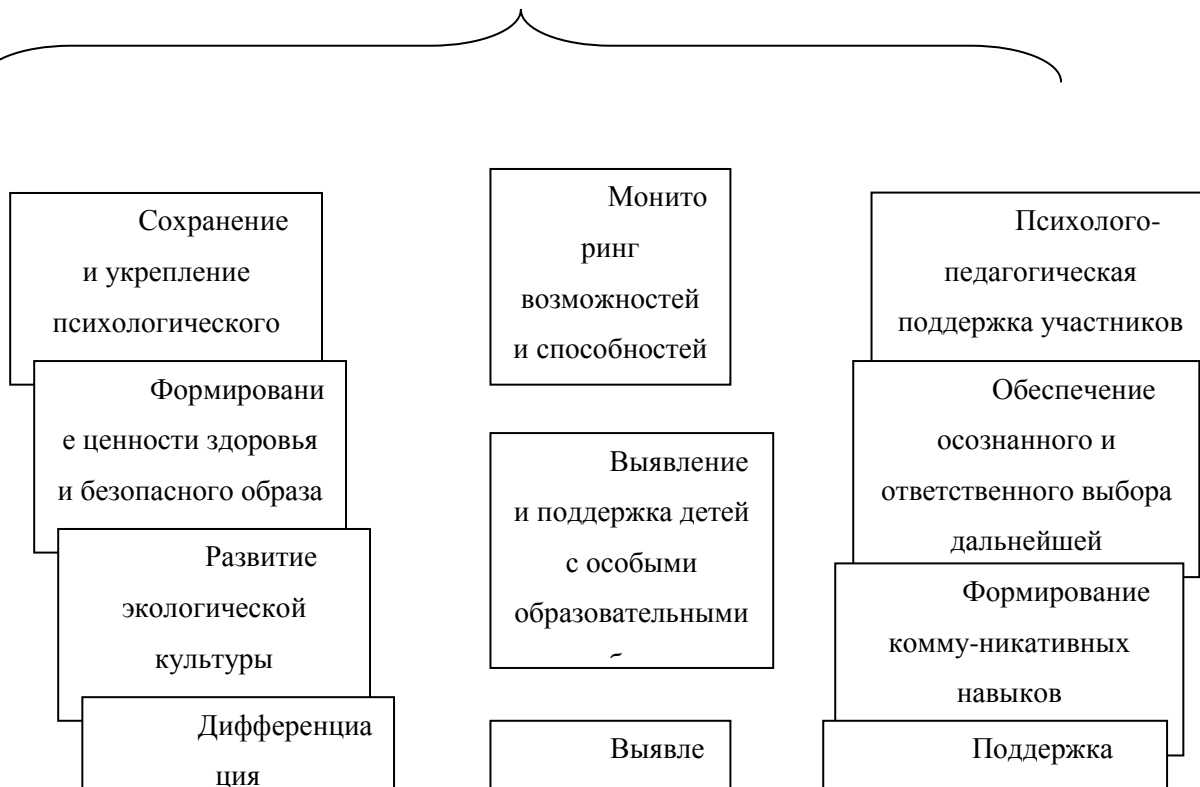 Сохранение
и укрепление
психологического
Формировани
е ценности здоровья
и безопасного образа
Развитие
экологической
культуры
Дифференциа
ция
Монито
ринг
возможностей
и способностей
Выявление
и поддержка детей
с особыми
образовательными
Выявле
Психолого-
педагогическая
поддержка участников
Обеспечение
осознанного и
ответственного выбора
дальнейшей
Формирование
комму-никативных
навыков
Поддержка